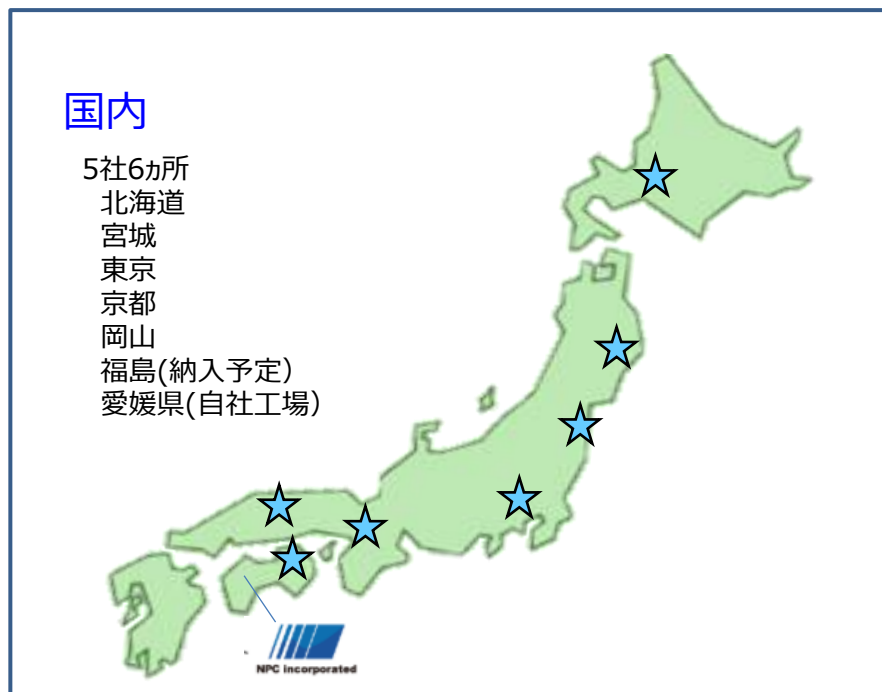 国内
5社6ヵ所
北海道
宮城
東京
京都
岡山
福島(納入予定)
愛媛県(自社工場)
NPC incorporated